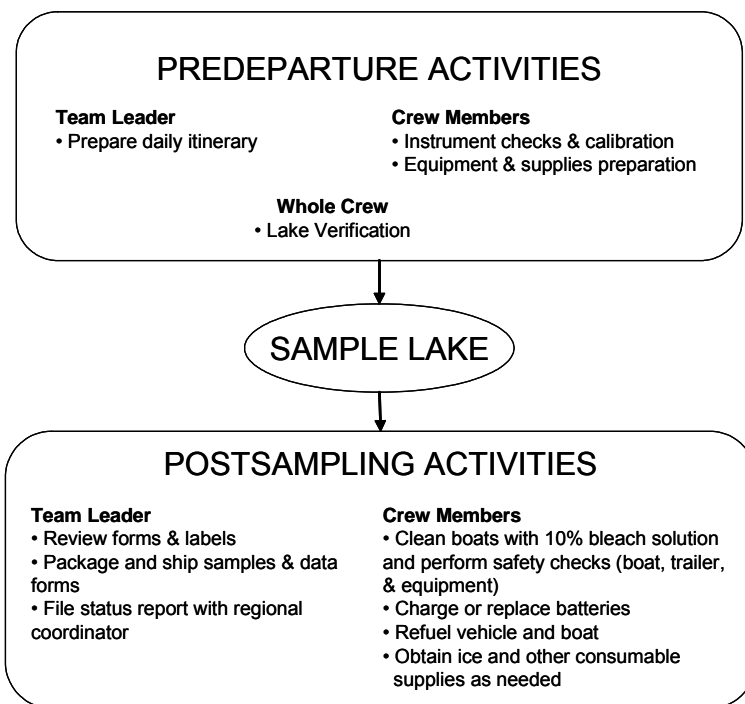 PREDEPARTURE ACTIVITIES
Team Leader
• Prepare daily itinerary
Crew Members
• Instrument checks & calibration
• Equipment & supplies preparation
Whole Crew
• Lake Verification
SAMPLE LAKE
POSTSAMPLING ACTIVITIES
Team Leader
• Review forms & labels
• Package and ship samples & data
forms
• File status report with regional
coordinator
Crew Members
• Clean boats with 10% bleach solution
and perform safety checks (boat, trailer,
& equipment)
• Charge or replace batteries
• Refuel vehicle and boat
• Obtain ice and other consumable
supplies as needed